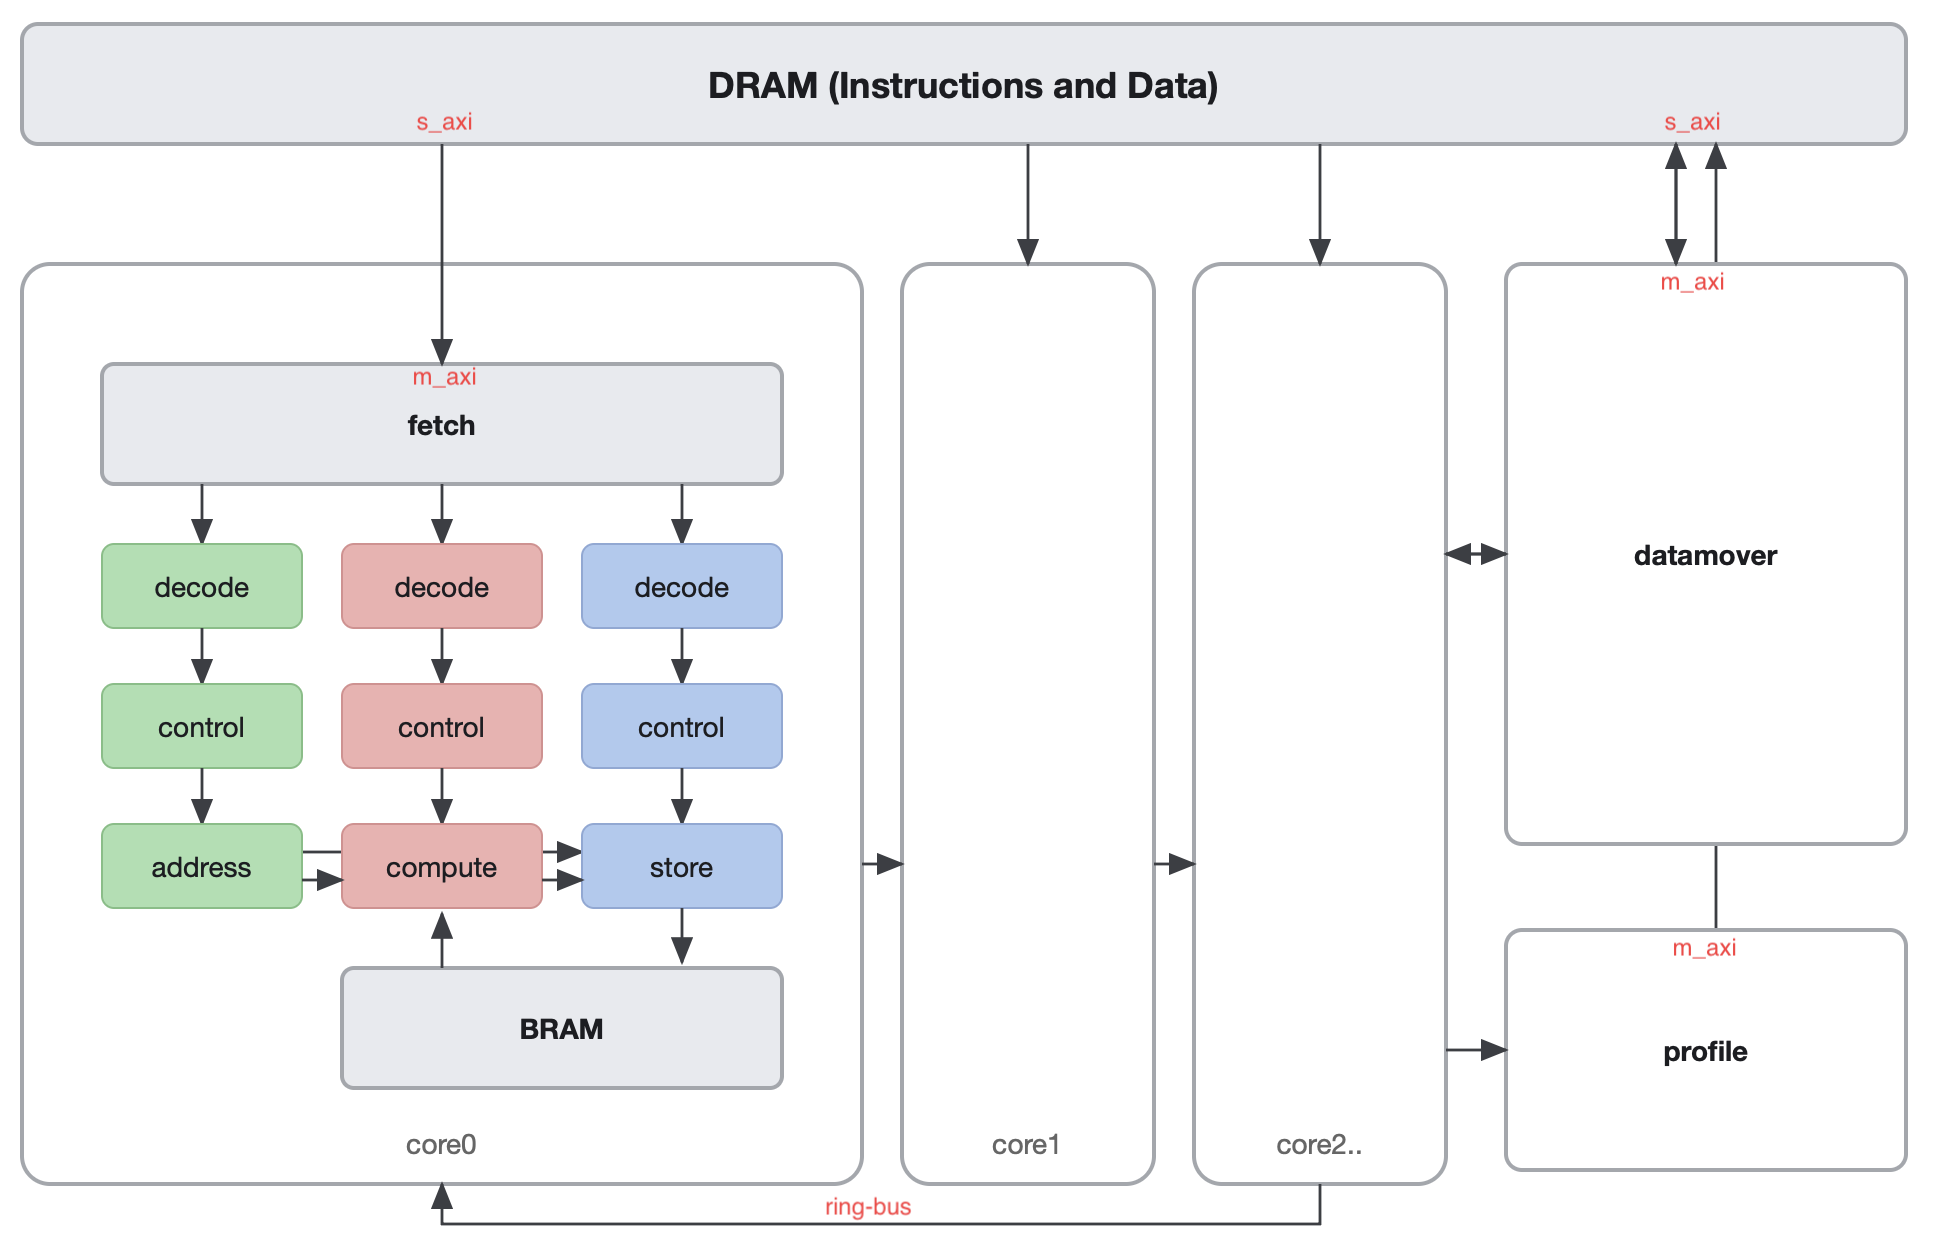 DRAM (Instructions and Data)
s_axi
s_axi
m_axi
m_axi
fetch
decode
decode
decode
datamover
control
control
control
address
compute
store
m_axi
BRAM
profile
core0
core1
core2..
ring-bus